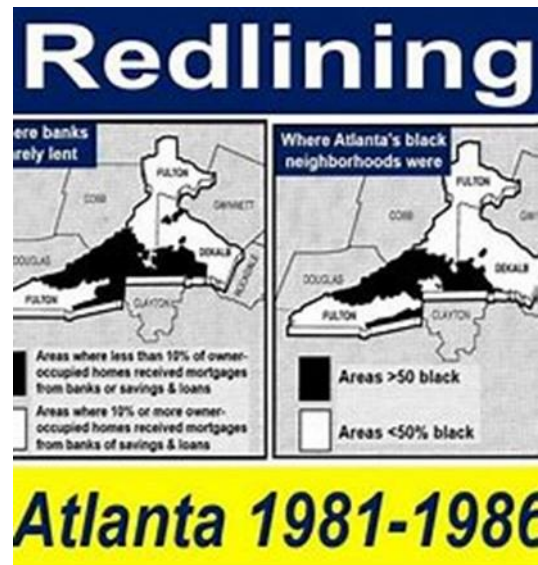 Redlining
ere banks
arely lent
FULTON
COBB
GWINNETT
DOUGLAS
DEKALB
ROCKDALE
FULTON
CLAYTON
Areas where less than 10% of owner-
occupied homes received mortgages
from banks or savings & loans
Areas where 10% or more owner-
occupied homes received mortgages
from banks of savings & loans
Where Atlanta's black
neighborhoods were
FULTON
COBB
GWI
DOUGLAS
DEKALB
FULTON
CLAYTON
Areas >50 black
Areas <50% black
Atlanta 1981-1986